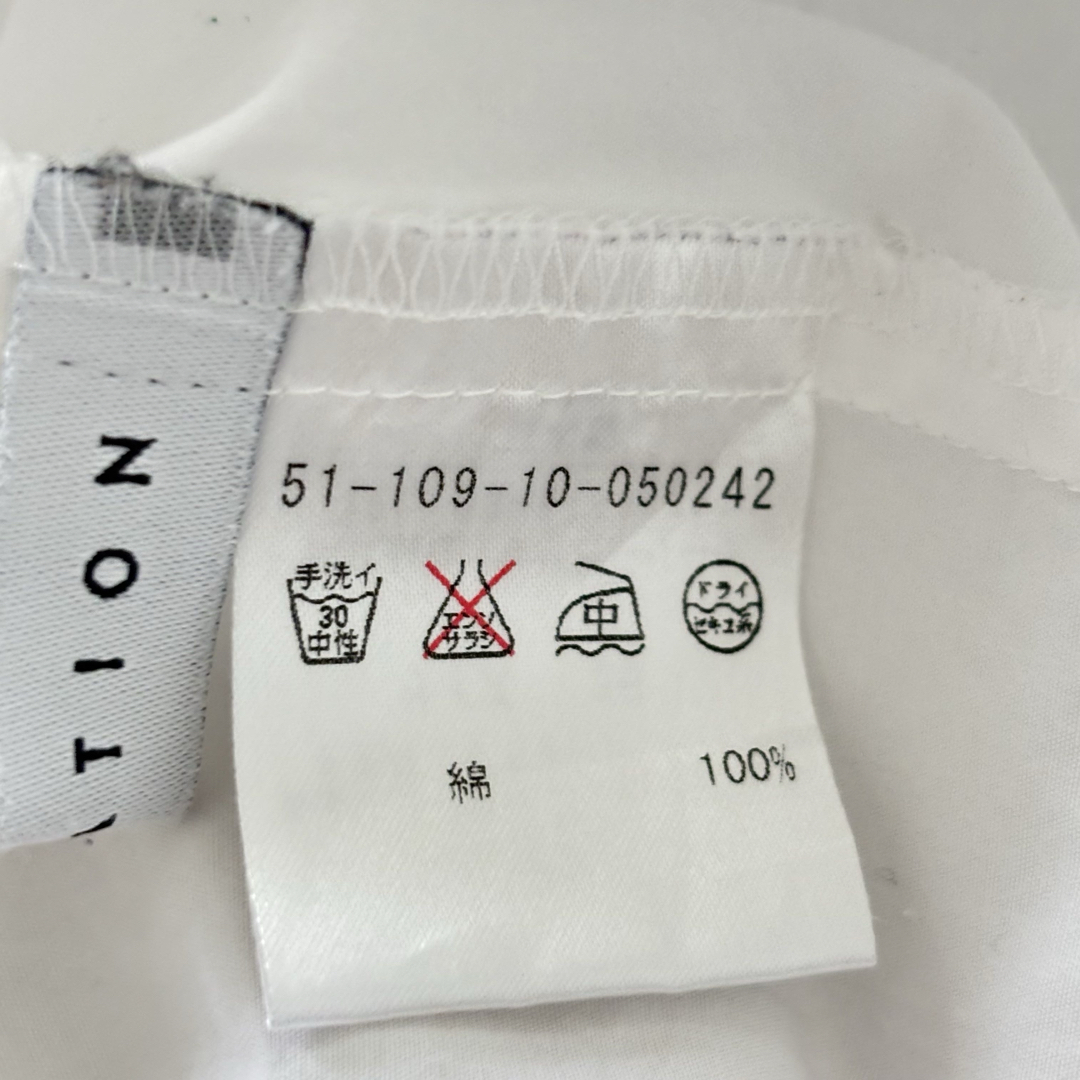 51-109-10-050242
手洗イ
30
中性
エンソ
サラシ
中
ドライ
セキユ系
綿 100%
TION